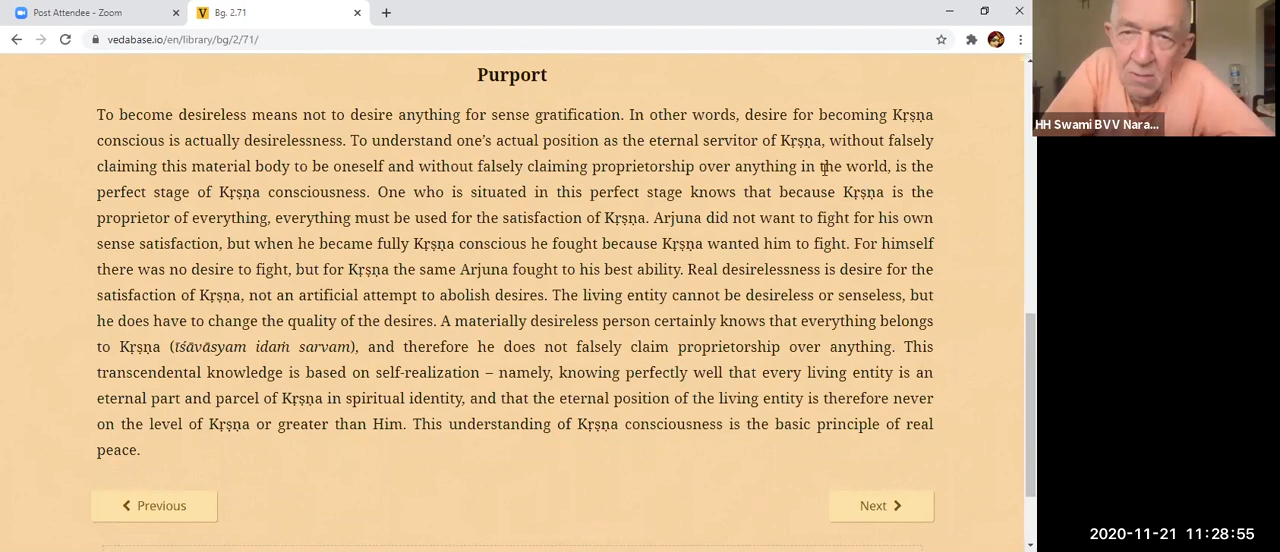 Post Attendee - Zoom
Bg. 2.71
vedabase.io/en/library/bg/2/71/
Purport
To become desireless means not to desire anything for sense gratification. In other words, desire for becoming Kṛṣṇa
conscious is actually desirelessness. To understand one’s actual position as the eternal servitor of Kṛṣṇa, without falsely
claiming this material body to be oneself and without falsely claiming proprietorship over anything in the world, is the
perfect stage of Kṛṣṇa consciousness. One who is situated in this perfect stage knows that because Kṛṣṇa is the
proprietor of everything, everything must be used for the satisfaction of Kṛṣṇa. Arjuna did not want to fight for his own
sense satisfaction, but when he became fully Kṛṣṇa conscious he fought because Kṛṣṇa wanted him to fight. For himself
there was no desire to fight, but for Kṛṣṇa the same Arjuna fought to his best ability. Real desirelessness is desire for the
satisfaction of Kṛṣṇa, not an artificial attempt to abolish desires. The living entity cannot be desireless or senseless, but
he does have to change the quality of the desires. A materially desireless person certainly knows that everything belongs
to Kṛṣṇa (īśāvāsyam idaṁ sarvam), and therefore he does not falsely claim proprietorship over anything. This
transcendental knowledge is based on self-realization – namely, knowing perfectly well that every living entity is an
eternal part and parcel of Kṛṣṇa in spiritual identity, and that the eternal position of the living entity is therefore never
on the level of Kṛṣṇa or greater than Him. This understanding of Kṛṣṇa consciousness is the basic principle of real
peace.
Previous
Next
HH Swami BVV Nara...
2020-11-21 11:28:55